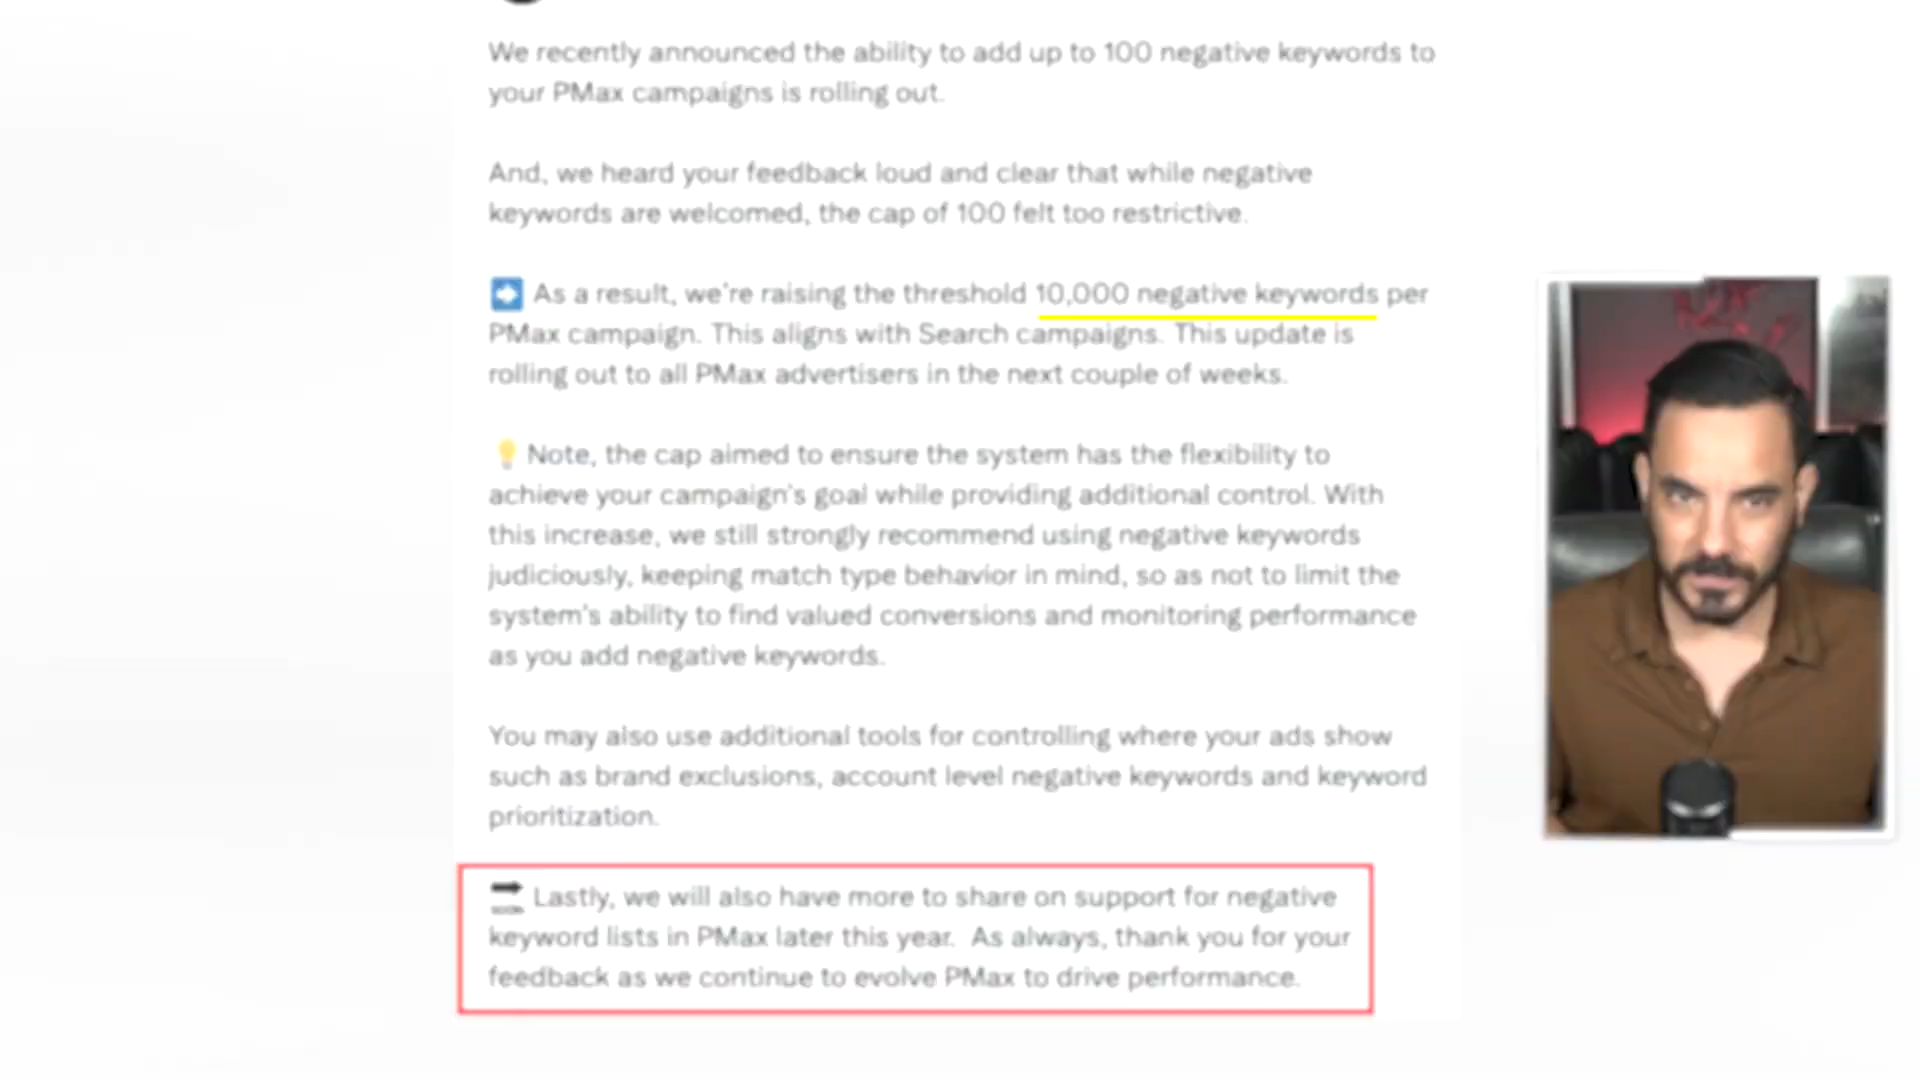 We recently announced the ability to add up to 100 negative keywords to
your PMax campaigns is rolling out.
And, we heard your feedback loud and clear that while negative
keywords are welcomed, the cap of 100 felt too restrictive.
➡️ As a result, we're raising the threshold 10,000 negative keywords per
PMax campaign. This aligns with Search campaigns. This update is
rolling out to all PMax advertisers in the next couple of weeks.
💡 Note, the cap aimed to ensure the system has the flexibility to
achieve your campaign's goal while providing additional control. With
this increase, we still strongly recommend using negative keywords
judiciously, keeping match type behavior in mind, so as not to limit the
system's ability to find valued conversions and monitoring performance
as you add negative keywords.
You may also use additional tools for controlling where your ads show
such as brand exclusions, account level negative keywords and keyword
prioritization.
Lastly, we will also have more to share on support for negative
keyword lists in PMax later this year. As always, thank you for your
feedback as we continue to evolve PMax to drive performance.